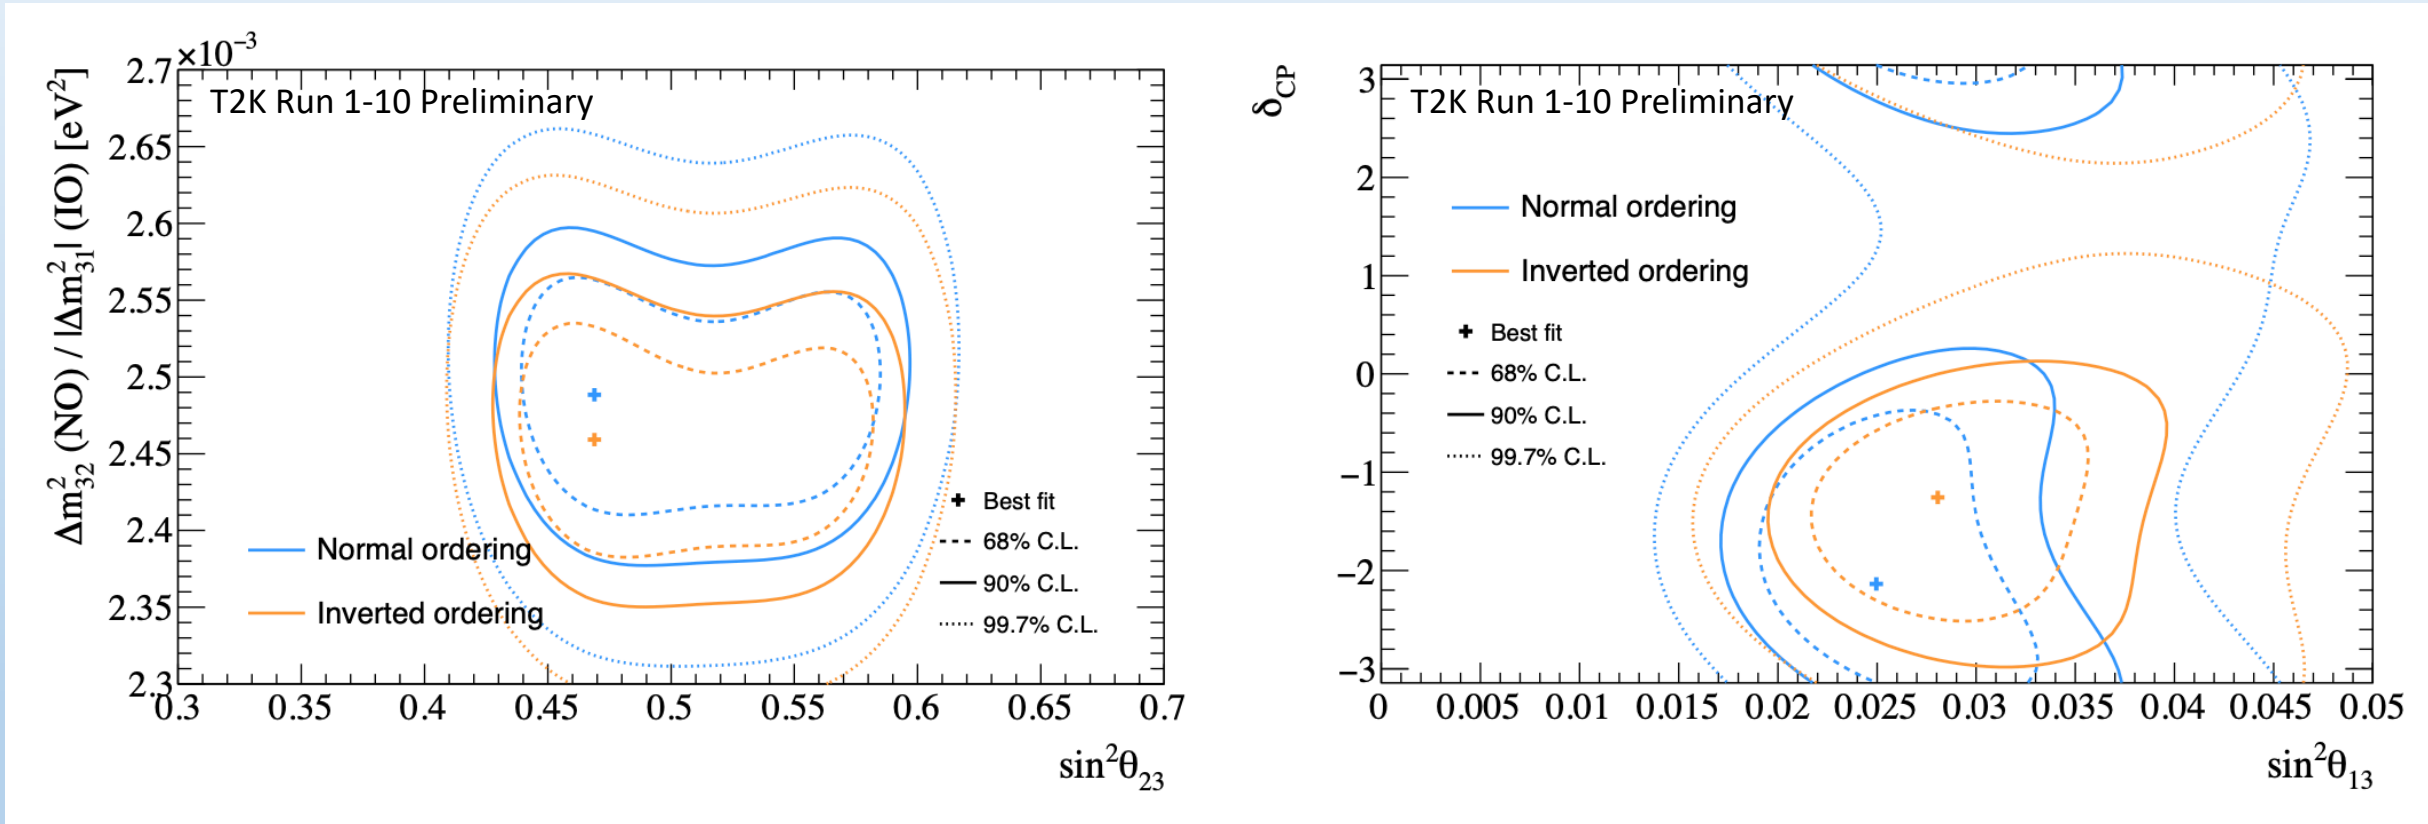 ×10⁻³
T2K Run 1-10 Preliminary
Δm²₃₂ (NO) / |Δm²₃₁| (IO) [eV²]
2.7
2.65
2.6
2.55
2.5
2.45
2.4
2.35
2.3
Normal ordering
Inverted ordering
Best fit
68% C.L.
90% C.L.
99.7% C.L.
0.3 0.35 0.4 0.45 0.5 0.55 0.6 0.65 0.7
sin²θ₂₃
δCP
T2K Run 1-10 Preliminary
3
2
1
0
−1
−2
−3
Normal ordering
Inverted ordering
Best fit
68% C.L.
90% C.L.
99.7% C.L.
0 0.005 0.01 0.015 0.02 0.025 0.03 0.035 0.04 0.045 0.05
sin²θ₁₃